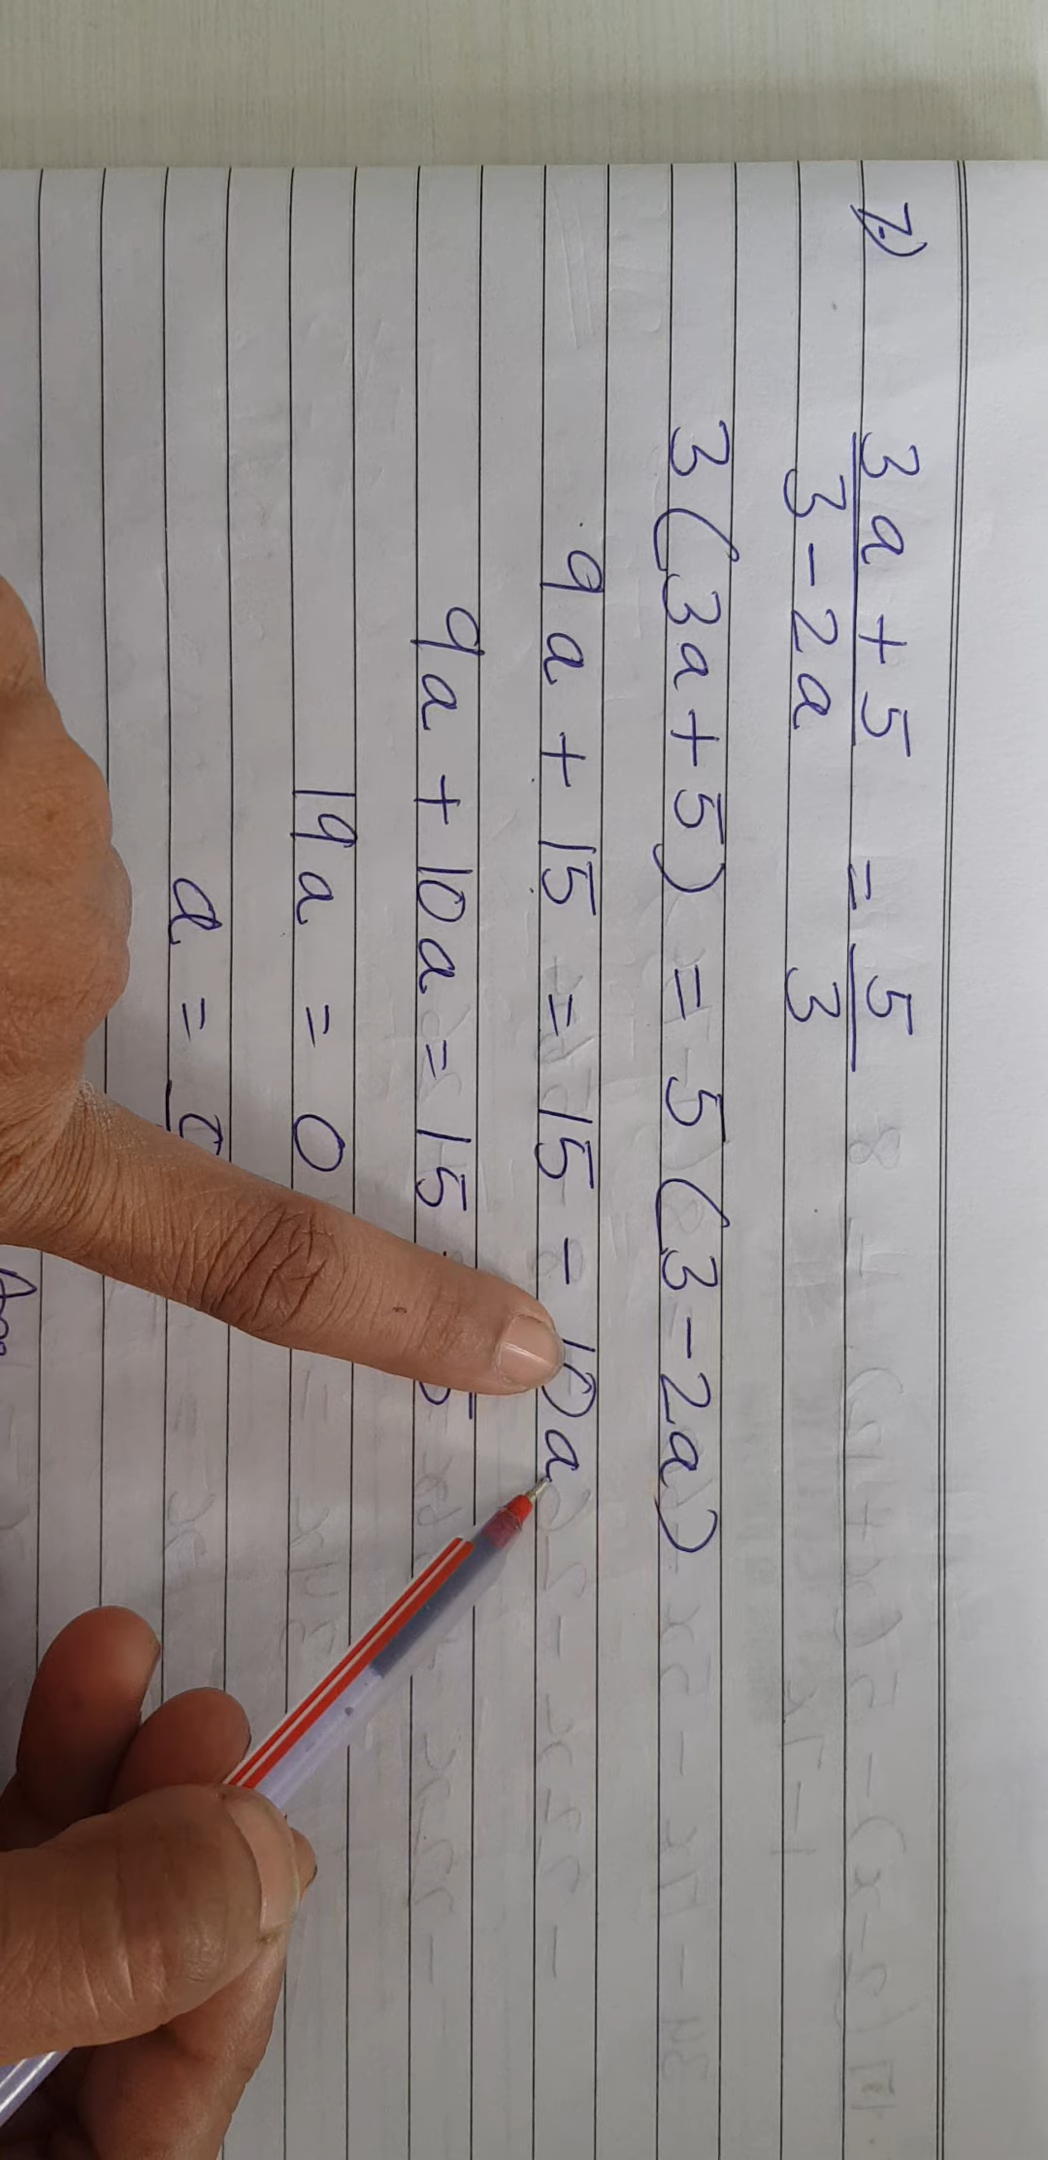 7.) 3a + 5 / 3 - 2a = 5 / 3
3(3a + 5) = 5(3 - 2a)
9a + 15 = 15 - 10a
9a + 10a = 15
19a = 0
a =